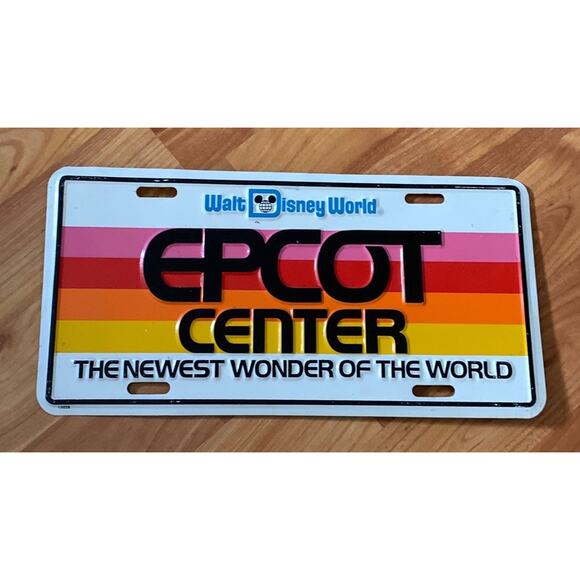 Walt Disney World
EPCOT
CENTER
THE NEWEST WONDER OF THE WORLD